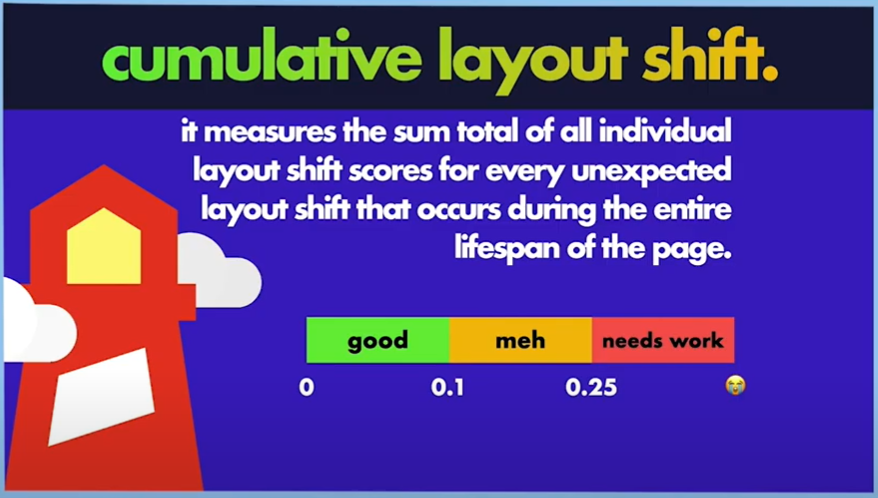 cumulative layout shift.
it measures the sum total of all individual
layout shift scores for every unexpected
layout shift that occurs during the entire
lifespan of the page.
good meh needs work
0 0.1 0.25 😭